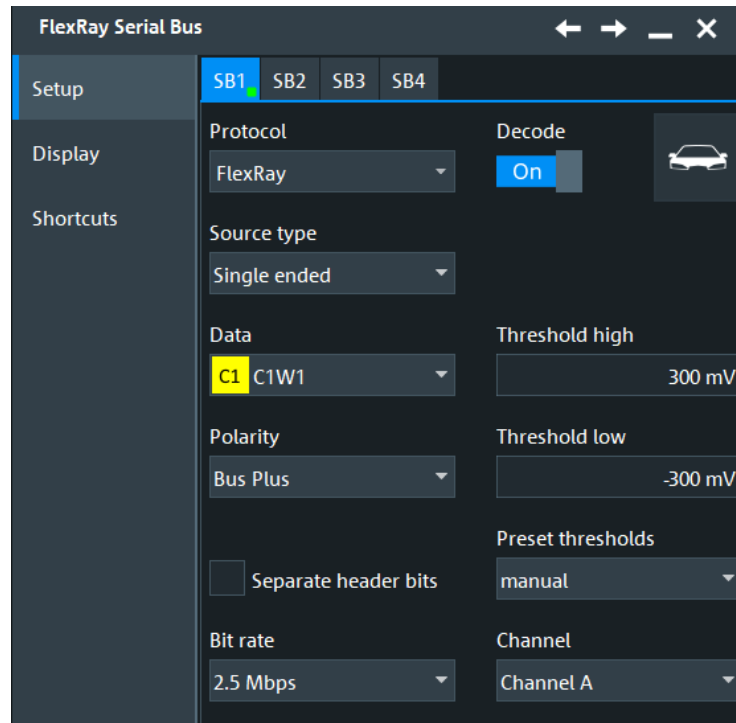 FlexRay Serial Bus
Setup
Display
Shortcuts
SB1 SB2 SB3 SB4
Protocol
FlexRay
Decode
On
Source type
Single ended
Data
C1 C1W1
Threshold high
300 mV
Polarity
Bus Plus
Threshold low
-300 mV
Separate header bits
Preset thresholds
manual
Bit rate
2.5 Mbps
Channel
Channel A